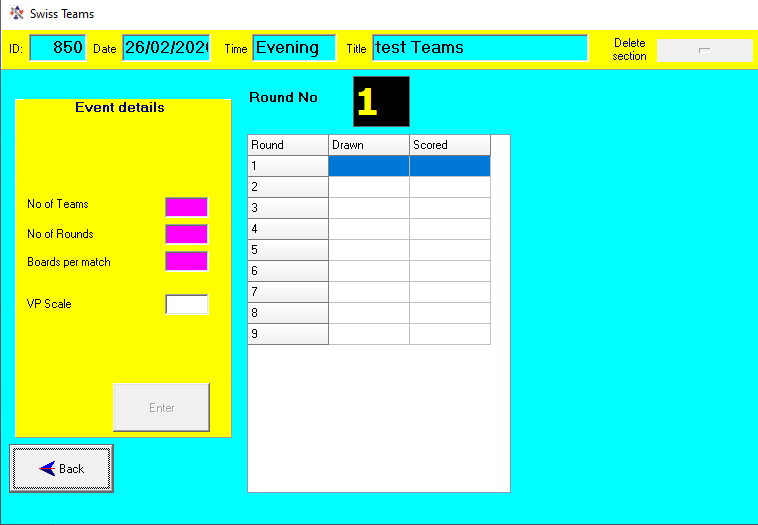 Swiss Teams
ID: 850 Date 26/02/202 Time Evening Title test Teams Delete section
Event details
Round No 1
Round Drawn Scored
1
2
3
4
5
6
7
8
9
No of Teams
No of Rounds
Boards per match
VP Scale
Enter
Back